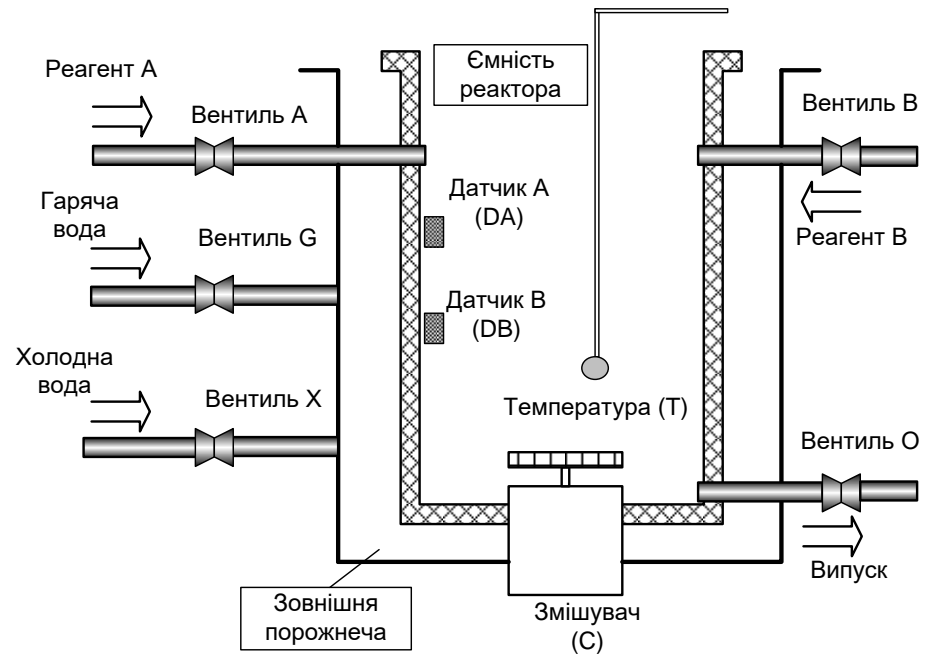 Реагент А
Вентиль А
Ємність
реактора
Вентиль В
Датчик А
(DA)
Гаряча
вода
Вентиль G
Реагент В
Датчик В
(DB)
Холодна
вода
Вентиль X
Температура (Т)
Вентиль О
Випуск
Зовнішня
порожнеча
Змішувач
(С)